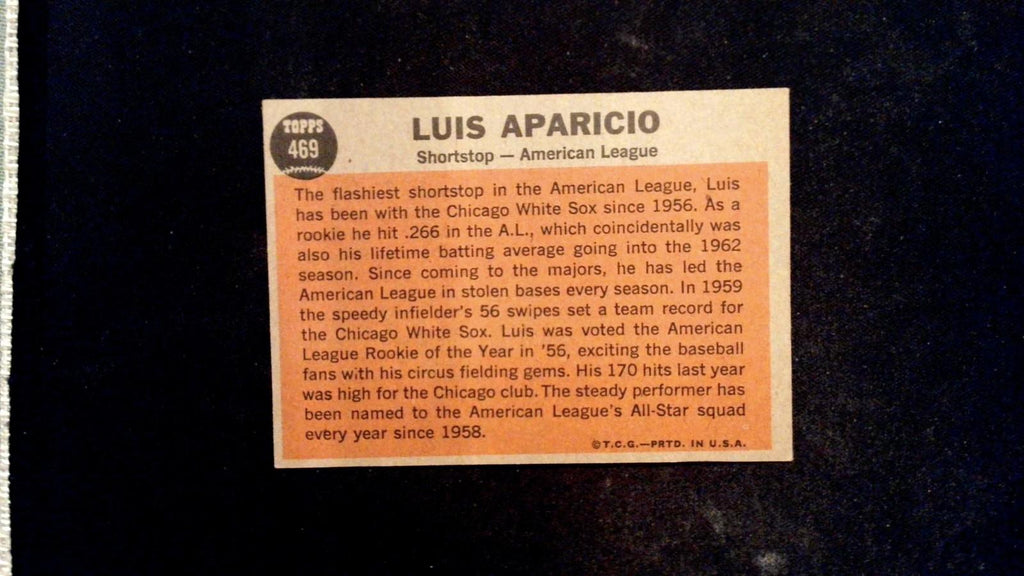 TOPPS
469
LUIS APARICIO
Shortstop — American League
The flashiest shortstop in the American League, Luis
has been with the Chicago White Sox since 1956. As a
rookie he hit .266 in the A.L., which coincidentally was
also his lifetime batting average going into the 1962
season. Since coming to the majors, he has led the
American League in stolen bases every season. In 1959
the speedy infielder's 56 swipes set a team record for
the Chicago White Sox. Luis was voted the American
League Rookie of the Year in '56, exciting the baseball
fans with his circus fielding gems. His 170 hits last year
was high for the Chicago club. The steady performer has
been named to the American League's All-Star squad
every year since 1958.
©T.C.G.—PRTD. IN U.S.A.